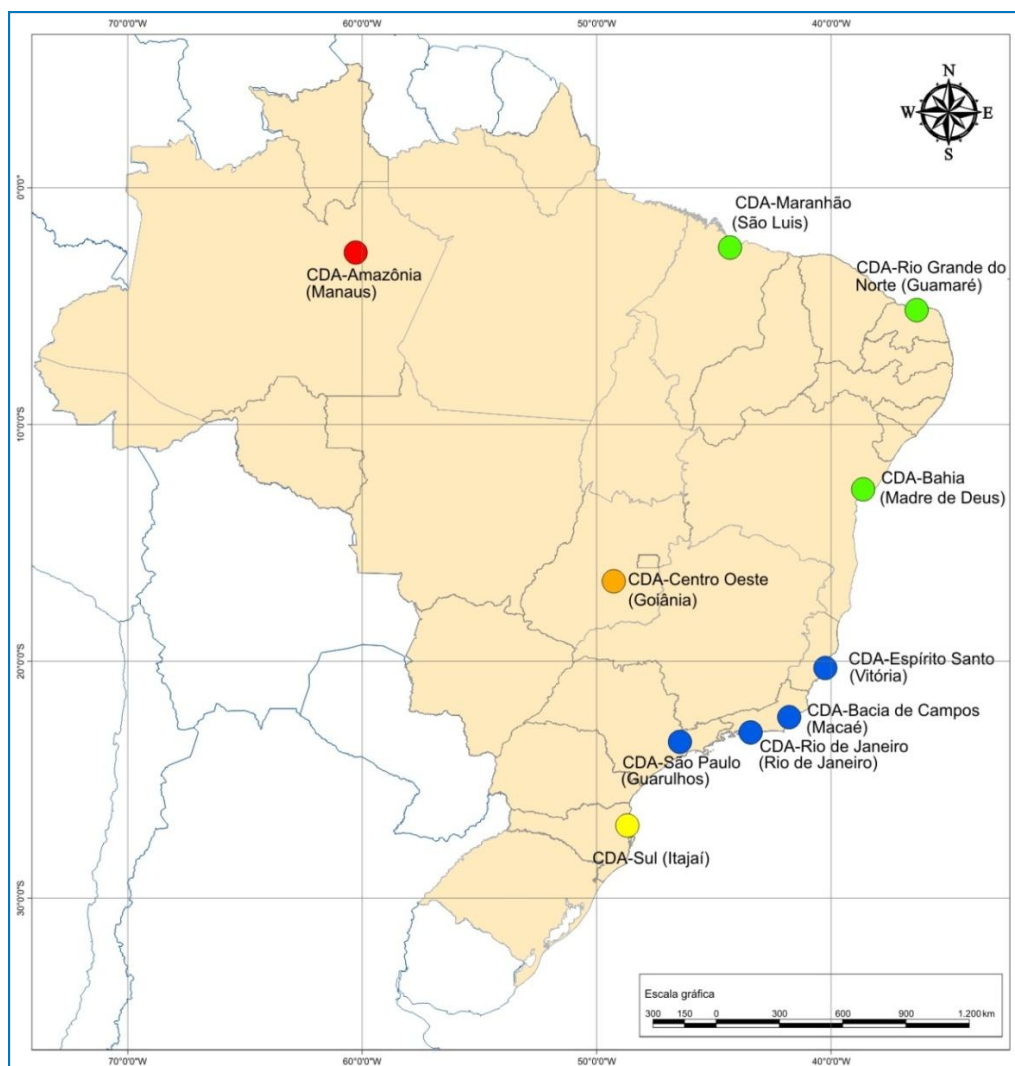 70°0'0"W 60°0'0"W 50°0'0"W 40°0'0"W
N
W E
S
0°0'0"
CDA-Maranhão
(São Luis)
CDA-Rio Grande do
Norte (Guamaré)
CDA-Amazônia
(Manaus)
10°0'0"S
CDA-Bahia
(Madre de Deus)
CDA-Centro Oeste
(Goiânia)
20°0'0"S
CDA-Espírito Santo
(Vitória)
CDA-Bacia de Campos
(Macaé)
CDA-Rio de Janeiro
(Rio de Janeiro)
CDA-São Paulo
(Guarulhos)
CDA-Sul (Itajaí)
30°0'0"S
Escala gráfica
300 150 0 300 600 900 1.200 km
70°0'0"W 60°0'0"W 50°0'0"W 40°0'0"W